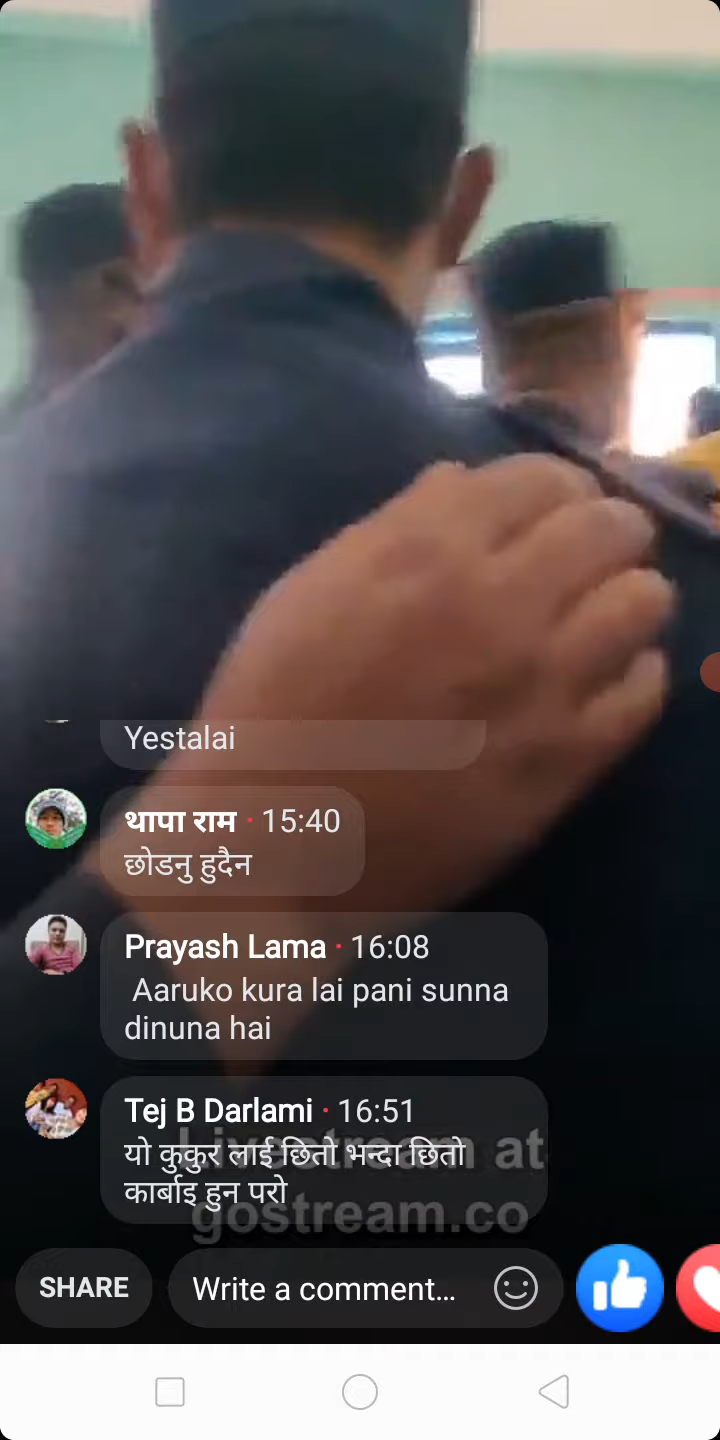 Yestalai
थापा राम · 15:40
छोडनु हुदैन
Prayash Lama · 16:08
Aaruko kura lai pani sunna
dinuna hai
Tej B Darlami · 16:51
यो कुकुर लाई छितो भन्दा छितो
कार्बाइ हुन परो
Livestream at
gostream.co
SHARE
Write a comment...